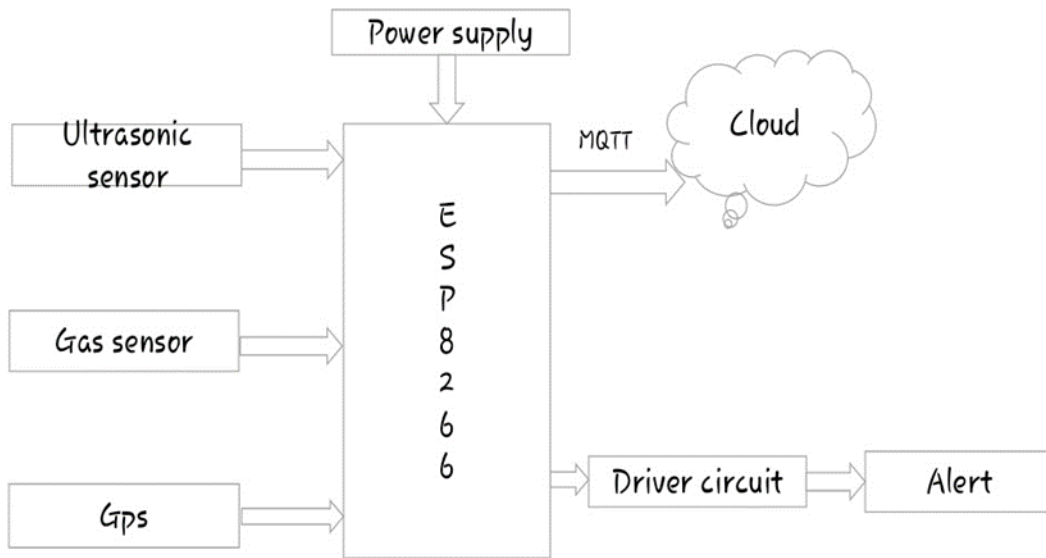 Power supply
Ultrasonic
sensor
MQTT
Cloud
E
S
P
8
2
6
6
Gas sensor
Gps
Driver circuit
Alert